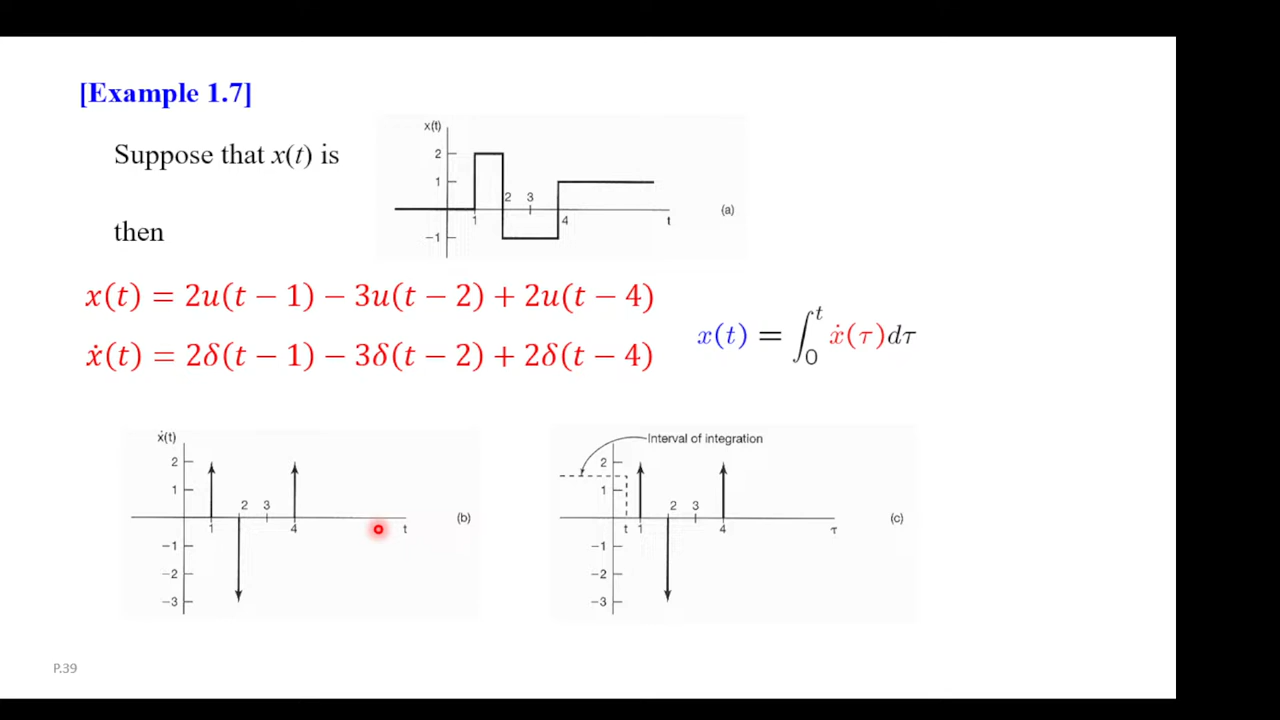 [Example 1.7]
Suppose that x(t) is
then
x(t)
2
1
−1
1
2
3
4
t
(a)
x(t) = 2u(t − 1) − 3u(t − 2) + 2u(t − 4)
ẋ(t) = 2δ(t − 1) − 3δ(t − 2) + 2δ(t − 4)
x(t) = ∫₀ᵗ ẋ(τ)dτ
ẋ(t)
2
1
−1
−2
−3
1
2
3
4
t
(b)
Interval of integration
2
1
−1
−2
−3
t
1
2
3
4
τ
(c)
P.39